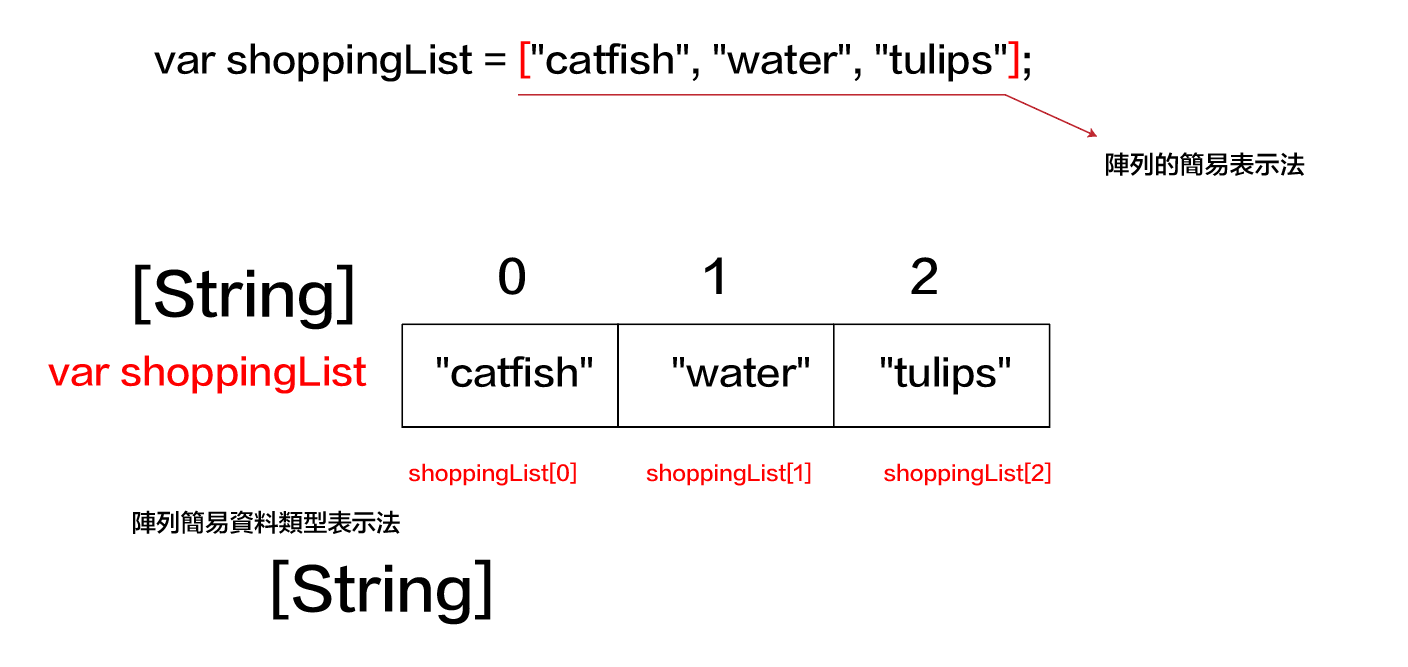 var shoppingList = ["catfish", "water", "tulips"];
陣列的簡易表示法
[String]
0 1 2
var shoppingList
"catfish" "water" "tulips"
shoppingList[0] shoppingList[1] shoppingList[2]
陣列簡易資料類型表示法
[String]